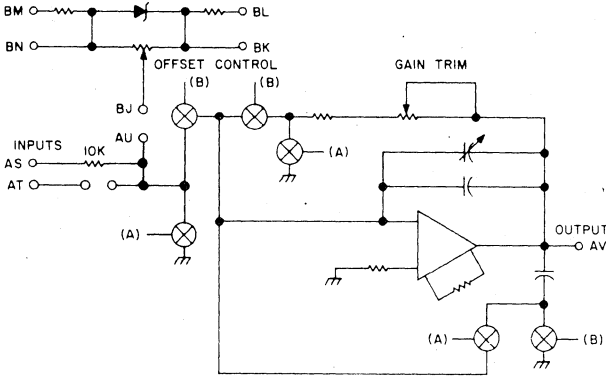 BM
BL
BN
BK
OFFSET CONTROL
GAIN TRIM
(B)
(B)
BJ
AU
INPUTS
10K
AS
AT
(A)
(A)
OUTPUT
AV
(A)
(B)